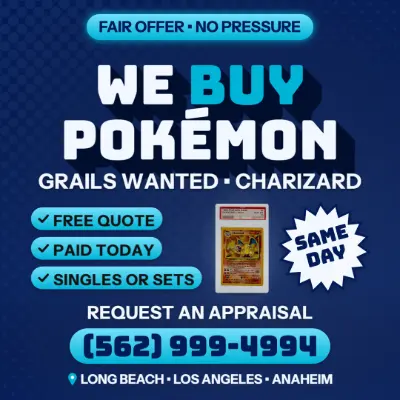 FAIR OFFER • NO PRESSURE
WE BUY
POKÉMON
GRAILS WANTED • CHARIZARD
✓ FREE QUOTE
✓ PAID TODAY
✓ SINGLES OR SETS
SAME
DAY
REQUEST AN APPRAISAL
(562) 999-4994
LONG BEACH • LOS ANGELES • ANAHEIM